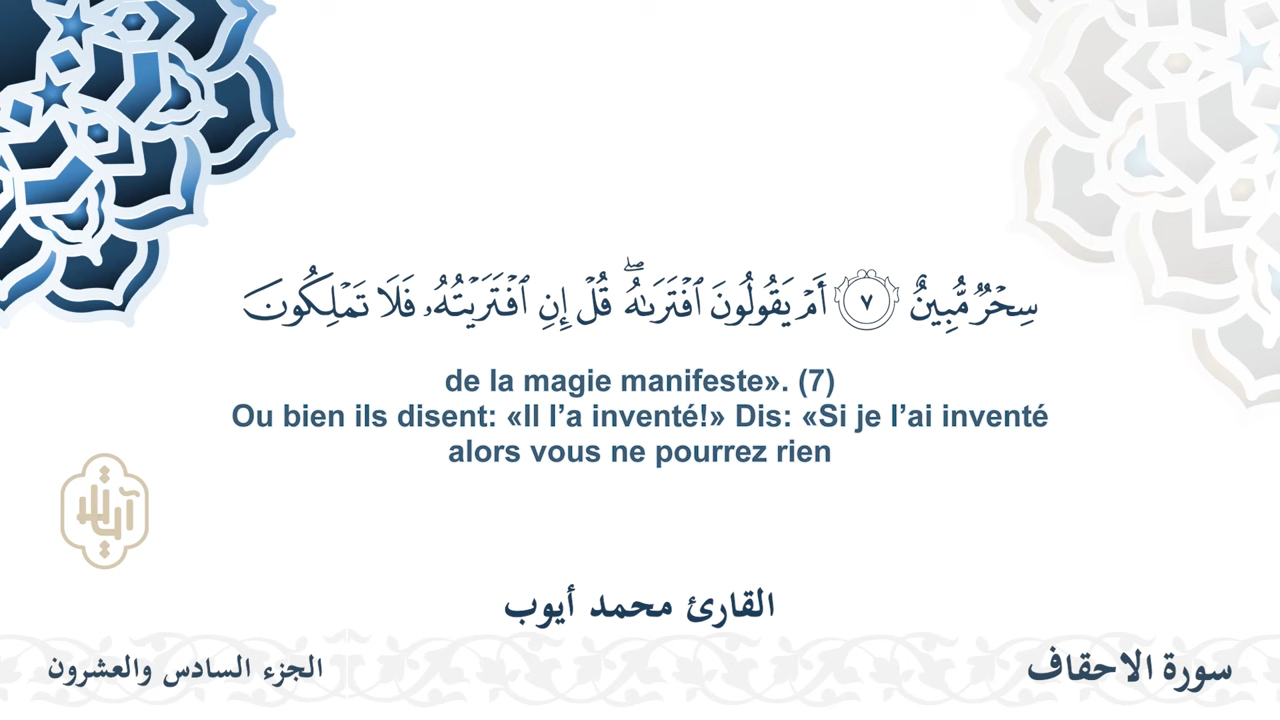 سِحْرٌ مُّبِينٌ ٧ أَمْ يَقُولُونَ ٱفْتَرَىٰهُ ۖ قُلْ إِنِ ٱفْتَرَيْتُهُۥ فَلَا تَمْلِكُونَ
de la magie manifeste». (7)
Ou bien ils disent: «Il l’a inventé!» Dis: «Si je l’ai inventé
alors vous ne pourrez rien
آيات
القارئ محمد أيوب
سورة الاحقاف
الجزء السادس والعشرون